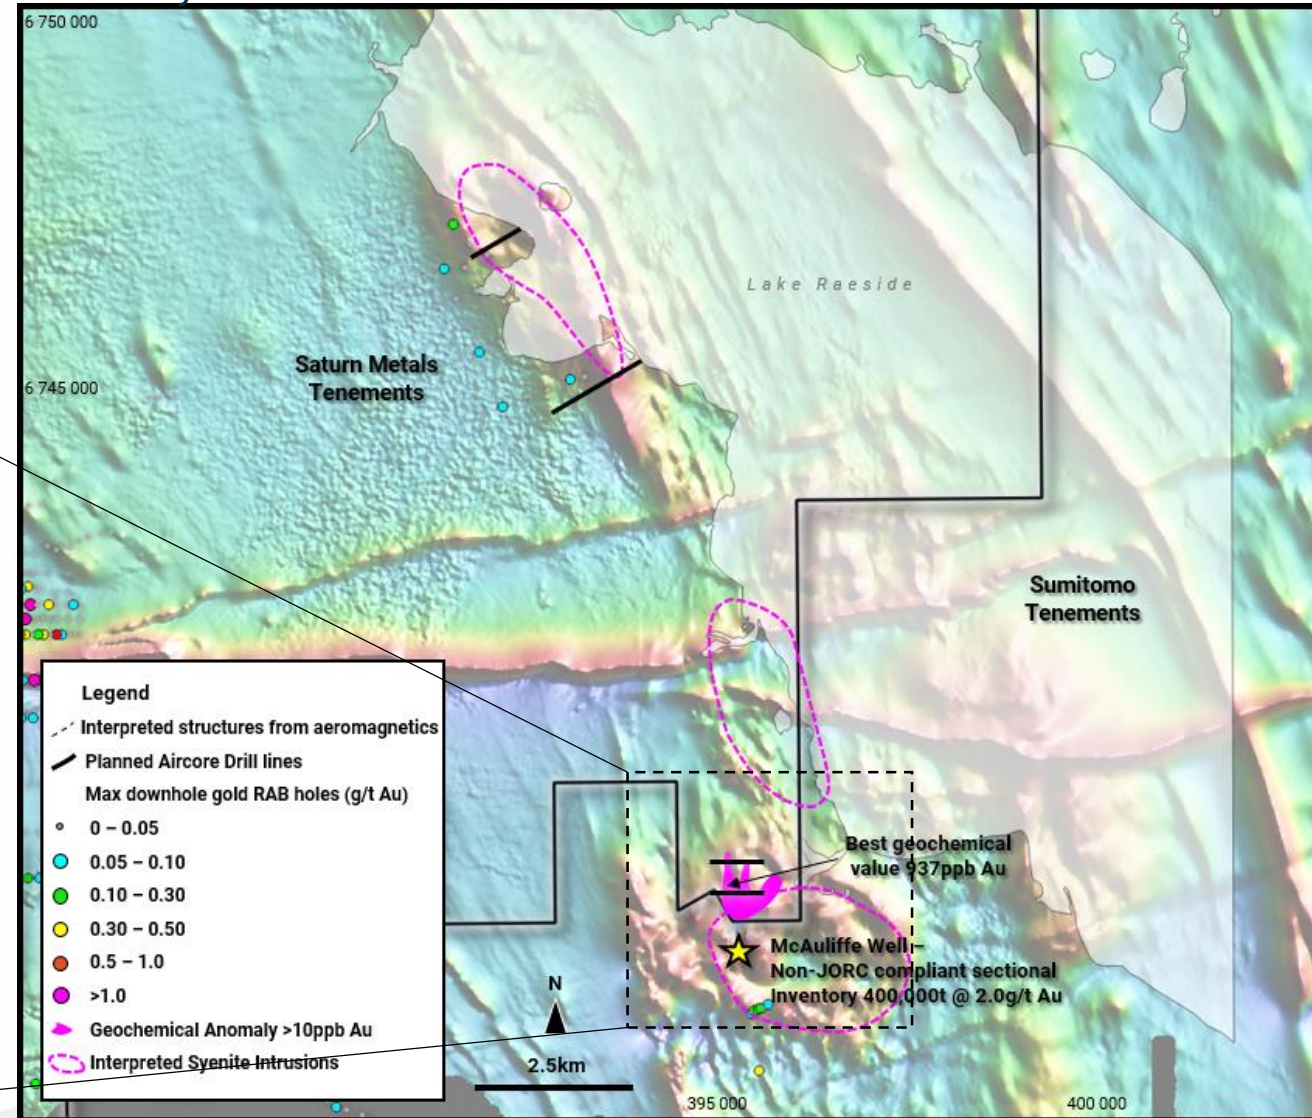 6 750 000
Lake Raeside
Saturn Metals
Tenements
6 745 000
Sumitomo
Tenements
Legend
Interpreted structures from aeromagnetics
Planned Aircore Drill lines
Max downhole gold RAB holes (g/t Au)
0 – 0.05
0.05 – 0.10
0.10 – 0.30
0.30 – 0.50
0.5 – 1.0
>1.0
Geochemical Anomaly >10ppb Au
Interpreted Syenite Intrusions
Best geochemical
value 937ppb Au
McAuliffe Well –
Non-JORC compliant sectional
Inventory 400,000t @ 2.0g/t Au
N
2.5km
395 000
400 000